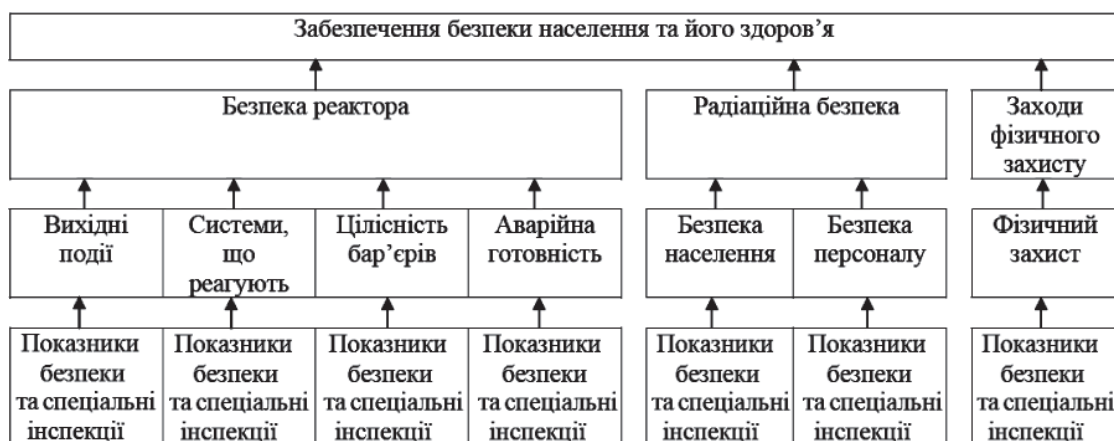 Забезпечення безпеки населення та його здоров’я
Безпека реактора
Радіаційна безпека
Заходи
фізичного
захисту
Вихідні
події
Системи,
що
реагують
Цілісність
бар’єрів
Аварійна
готовність
Безпека
населення
Безпека
персоналу
Фізичний
захист
Показники
безпеки
та спеціальні
інспекції
Показники
безпеки
та спеціальні
інспекції
Показники
безпеки
та спеціальні
інспекції
Показники
безпеки
та спеціальні
інспекції
Показники
безпеки
та спеціальні
інспекції
Показники
безпеки
та спеціальні
інспекції
Показники
безпеки
та спеціальні
інспекції